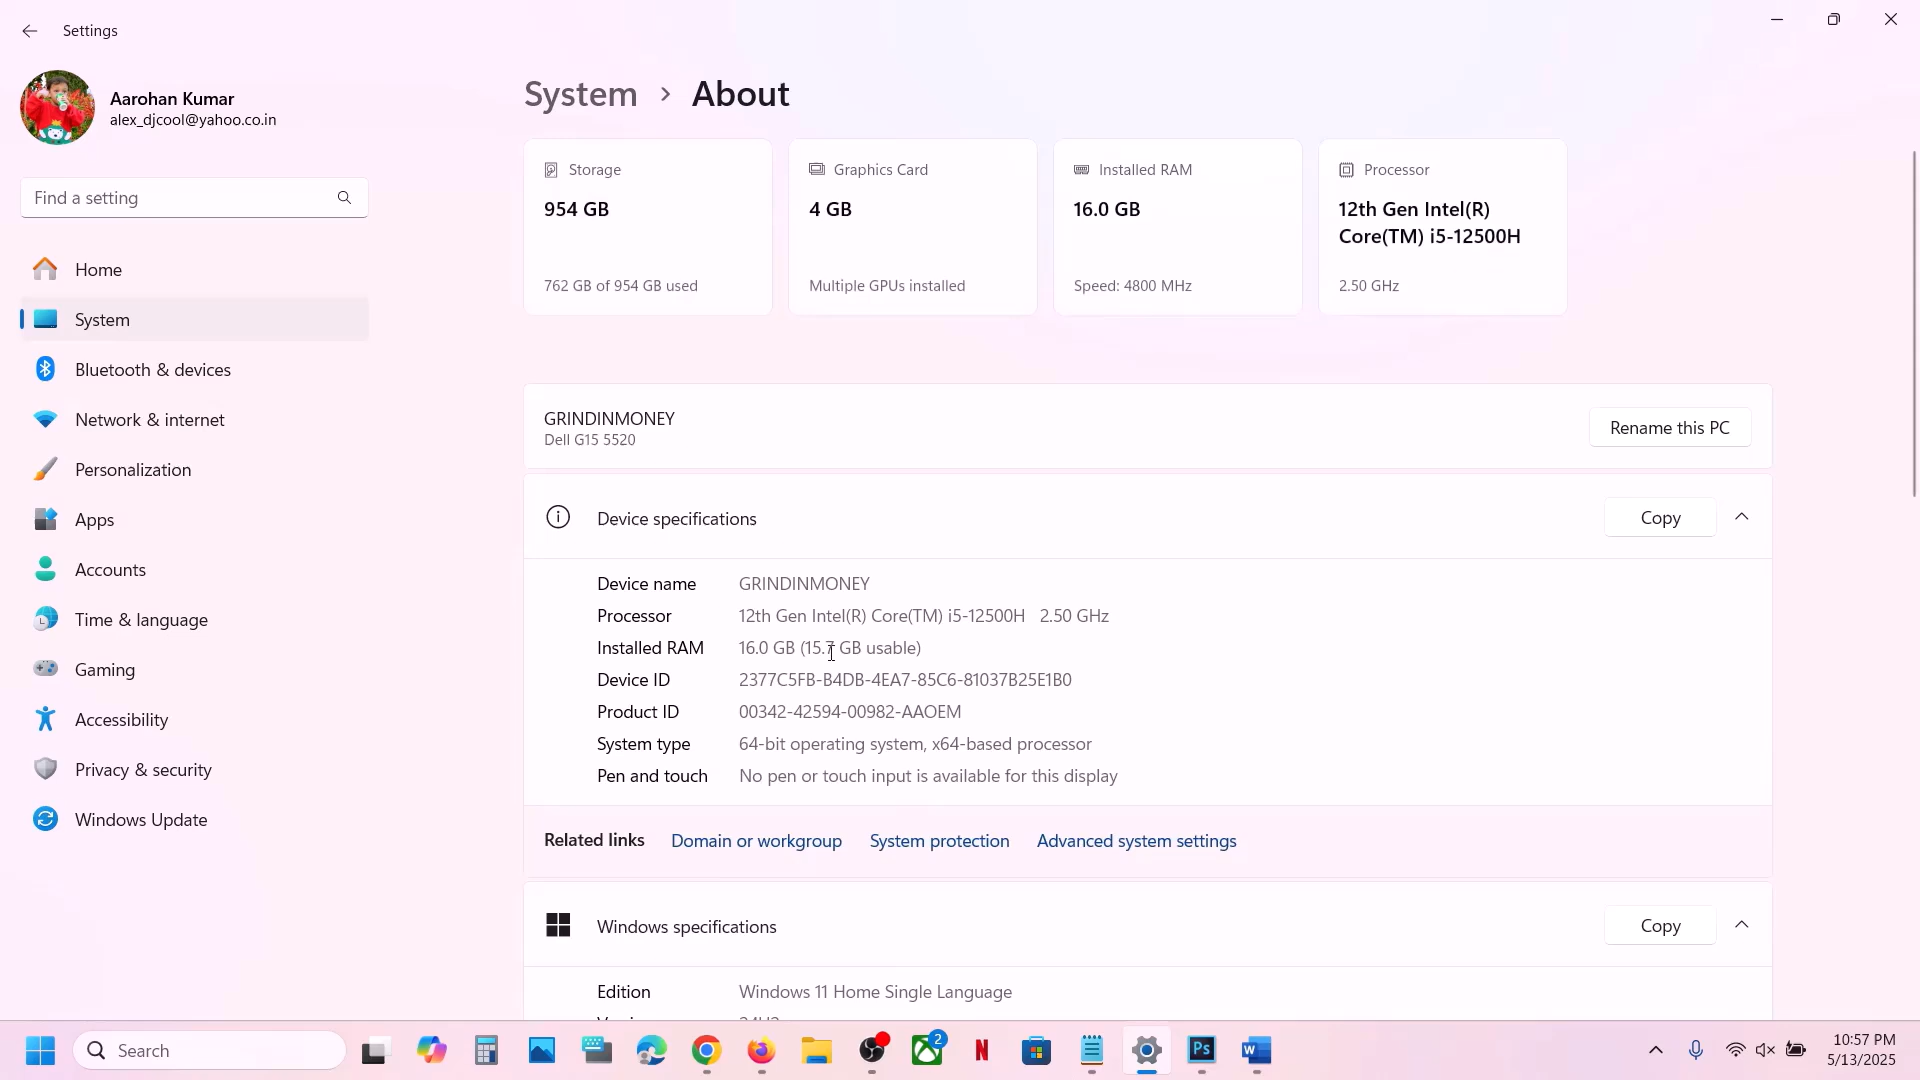 Settings
Aarohan Kumar
alex_djcool@yahoo.co.in
Find a setting
Home
System
Bluetooth & devices
Network & internet
Personalization
Apps
Accounts
Time & language
Gaming
Accessibility
Privacy & security
Windows Update
System > About
Storage
954 GB
762 GB of 954 GB used
Graphics Card
4 GB
Multiple GPUs installed
Installed RAM
16.0 GB
Speed: 4800 MHz
Processor
12th Gen Intel(R)
Core(TM) i5-12500H
2.50 GHz
GRINDINMONEY
Dell G15 5520
Rename this PC
Device specifications
Copy
Device name GRINDINMONEY
Processor 12th Gen Intel(R) Core(TM) i5-12500H 2.50 GHz
Installed RAM 16.0 GB (15.7 GB usable)
Device ID 2377C5FB-B4DB-4EA7-85C6-81037B25E1B0
Product ID 00342-42594-00982-AAOEM
System type 64-bit operating system, x64-based processor
Pen and touch No pen or touch input is available for this display
Related links Domain or workgroup System protection Advanced system settings
Windows specifications
Copy
Edition Windows 11 Home Single Language
Search
2
N
Ps
W
10:57 PM
5/13/2025